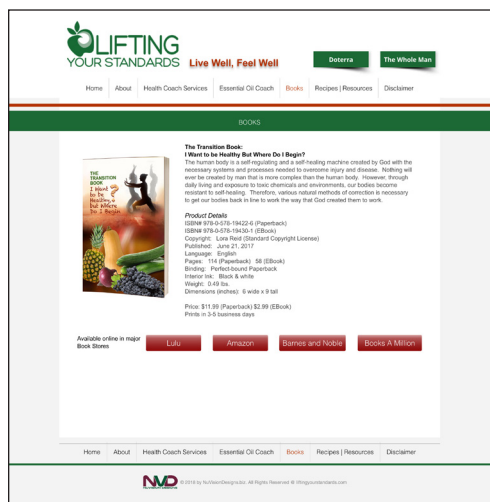 LIFTING
YOUR STANDARDS
Live Well, Feel Well
Doterra
The Whole Man
Home
About
Health Coach Services
Essential Oil Coach
Books
Recipes | Resources
Disclaimer
BOOKS
THE
TRANSITION
BOOK
I Want
to be
Healthy,
but Where
Do I Begin
The Transition Book:
I Want to be Healthy But Where Do I Begin?
The human body is a self-regulating and a self-healing machine created by God with the
necessary systems and processes needed to overcome injury and disease. Nothing will
ever be created by man that is more complex than the human body. However, through
daily living and exposure to toxic chemicals and environments, our bodies become
resistant to self-healing. Therefore, various natural methods of correction is necessary
to get our bodies back in line to work the way that God created them to work.
Product Details
ISBN# 978-0-578-19422-6 (Paperback)
ISBN# 978-0-578-19430-1 (EBook)
Copyright: Lora Reid (Standard Copyright License)
Published: June 21, 2017
Language: English
Pages: 114 (Paperback) 58 (EBook)
Binding: Perfect-bound Paperback
Interior Ink: Black & white
Weight: 0.49 lbs.
Dimensions (inches): 6 wide x 9 tall
Price: $11.99 (Paperback) $2.99 (EBook)
Prints in 3-5 business days
Available online in major
Book Stores
Lulu
Amazon
Barnes and Noble
Books A Million
Home
About
Health Coach Services
Essential Oil Coach
Books
Recipes | Resources
Disclaimer
NVD
© 2018 by NuVisionDesignsbiz. All Rights Reserved @ liftingyourstandards.com